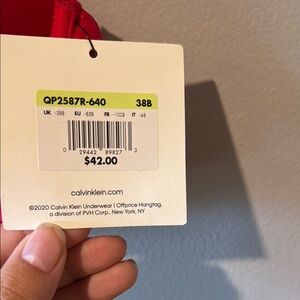 QP2587R-640 38B
UK -38B EU -85B FR -100B IT -4B
0 29442 89827 3
$42.00
calvinklein.com
©2020 Calvin Klein Underwear | Offprice Hangtag,
a division of PVH Corp., New York, NY